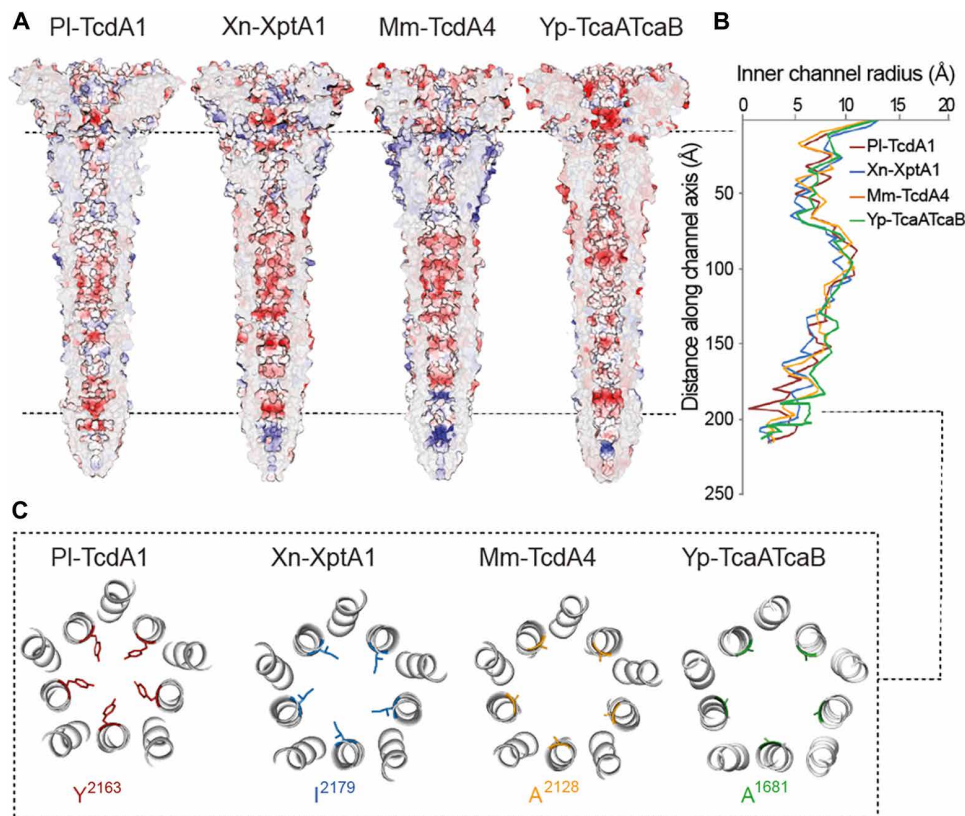 A
Pl-TcdA1 Xn-XptA1 Mm-TcdA4 Yp-TcaATcaB
B
Inner channel radius (Å)
0 5 10 15 20
Distance along channel axis (Å)
0
50
100
150
200
250
Pl-TcdA1
Xn-XptA1
Mm-TcdA4
Yp-TcaATcaB
C
Pl-TcdA1 Xn-XptA1 Mm-TcdA4 Yp-TcaATcaB
Y2163 I2179 A2128 A1681